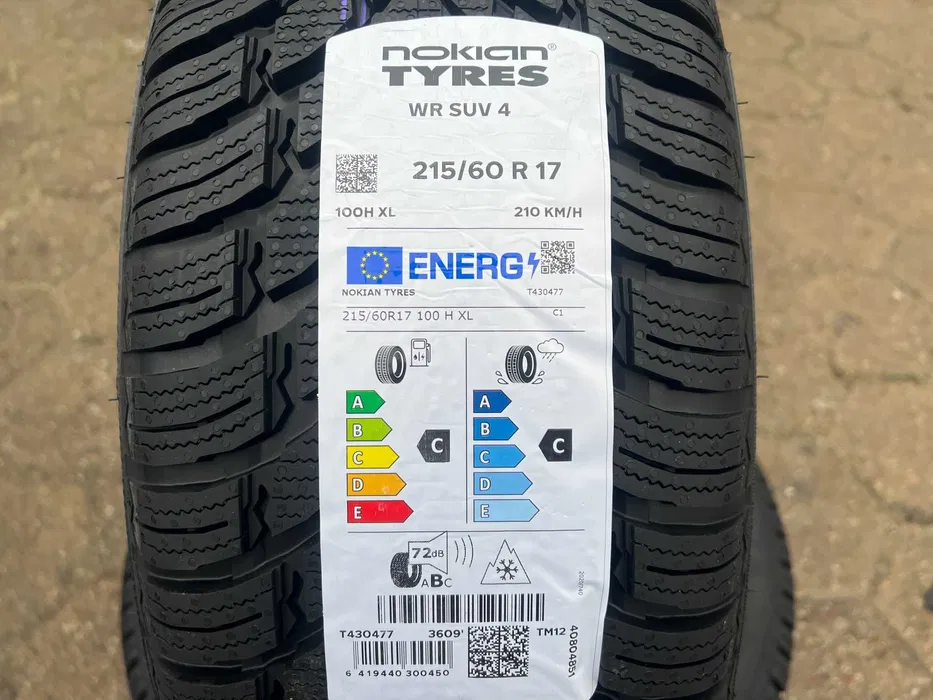 nokian®
TYRES
WR SUV 4
215/60 R 17
100H XL 210 KM/H
ENERG
NOKIAN TYRES T430477
215/60R17 100 H XL C1
A A
B B
C C C C
D D
E E
72dB
ABC
T430477 3609' TM12
6 419440 300450